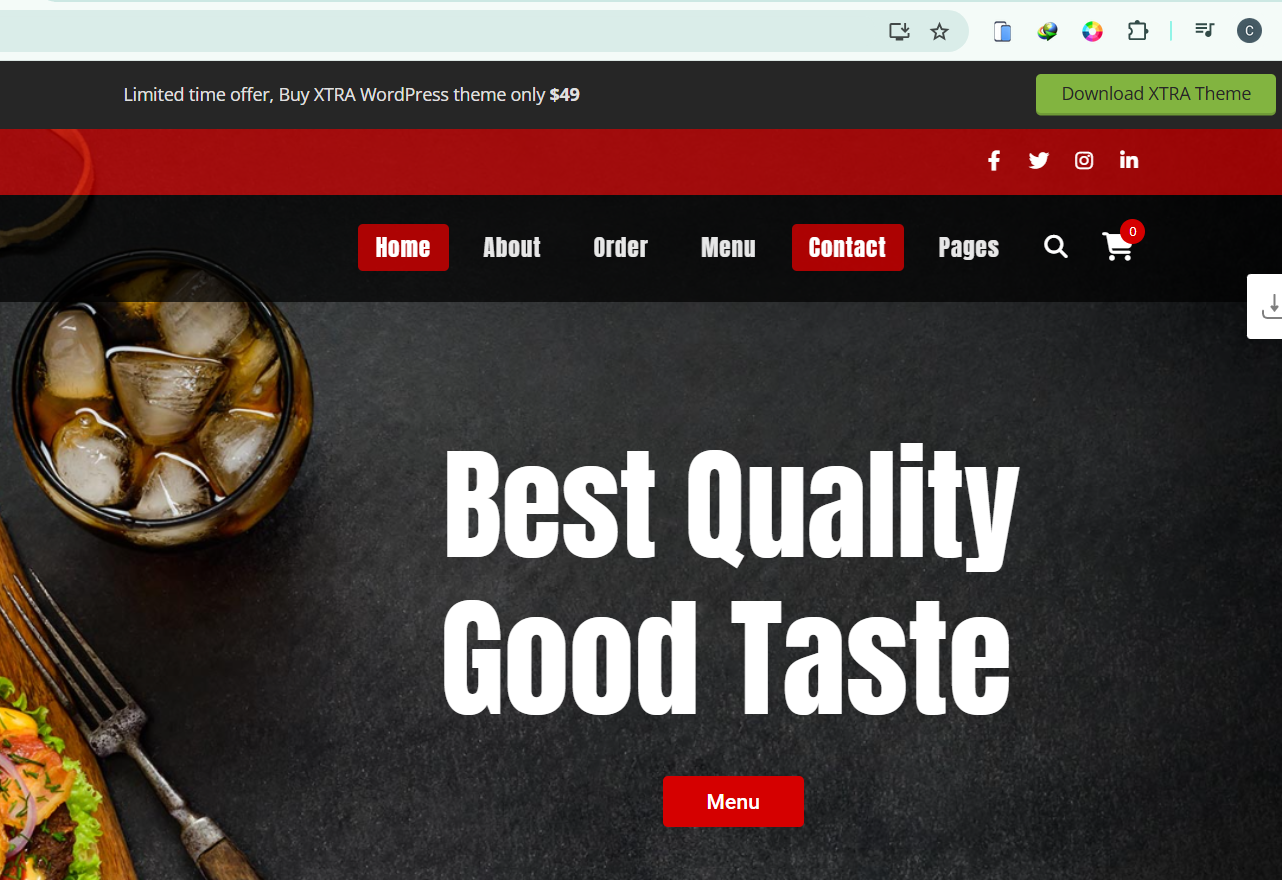 C
Limited time offer, Buy XTRA WordPress theme only $49
Download XTRA Theme
Home About Order Menu Contact Pages 0
Best Quality
Good Taste
Menu